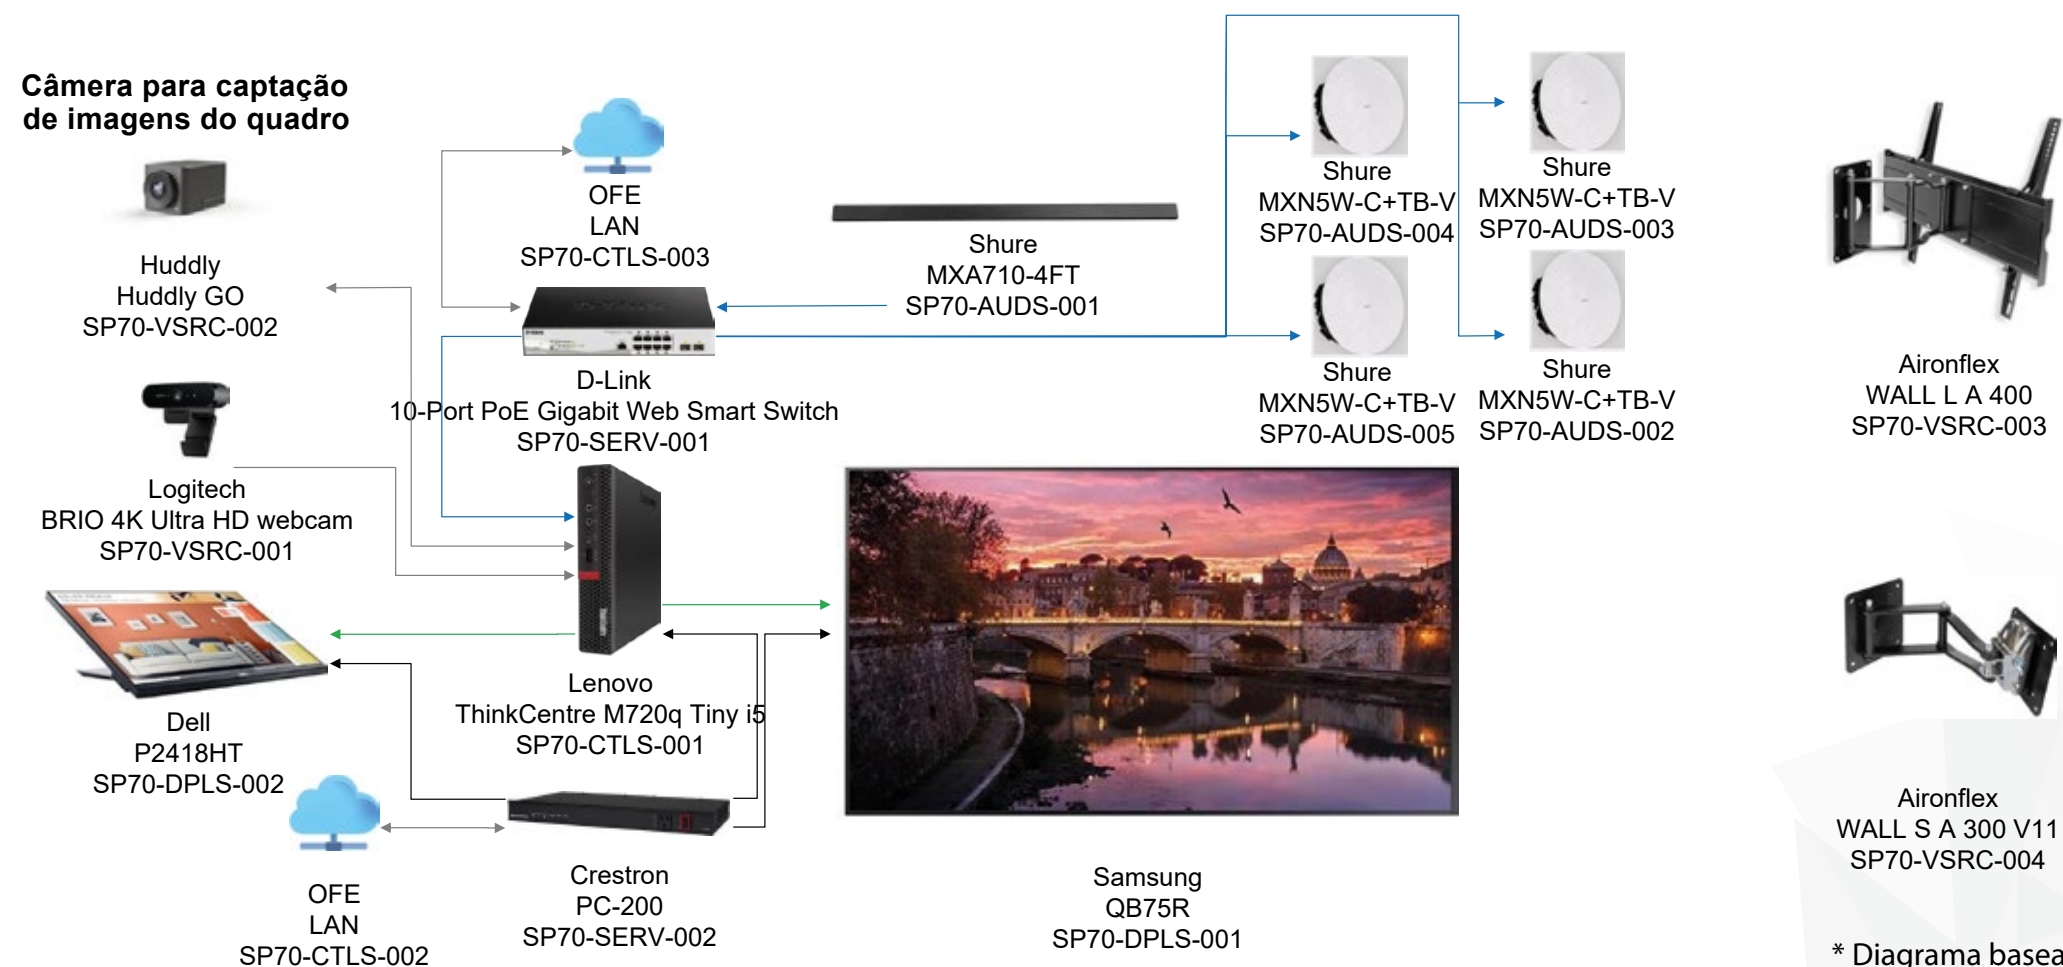 Câmera para captação
de imagens do quadro
Huddly
Huddly GO
SP70-VSRC-002
Logitech
BRIO 4K Ultra HD webcam
SP70-VSRC-001
Dell
P2418HT
SP70-DPLS-002
OFE
LAN
SP70-CTLS-002
OFE
LAN
SP70-CTLS-003
D-Link
10-Port PoE Gigabit Web Smart Switch
SP70-SERV-001
Lenovo
ThinkCentre M720q Tiny i5
SP70-CTLS-001
Crestron
PC-200
SP70-SERV-002
Shure
MXA710-4FT
SP70-AUDS-001
Shure
MXN5W-C+TB-V
SP70-AUDS-004
Shure
MXN5W-C+TB-V
SP70-AUDS-003
Shure
MXN5W-C+TB-V
SP70-AUDS-005
Shure
MXN5W-C+TB-V
SP70-AUDS-002
Samsung
QB75R
SP70-DPLS-001
Aironflex
WALL L A 400
SP70-VSRC-003
Aironflex
WALL S A 300 V11
SP70-VSRC-004
* Diagrama basea